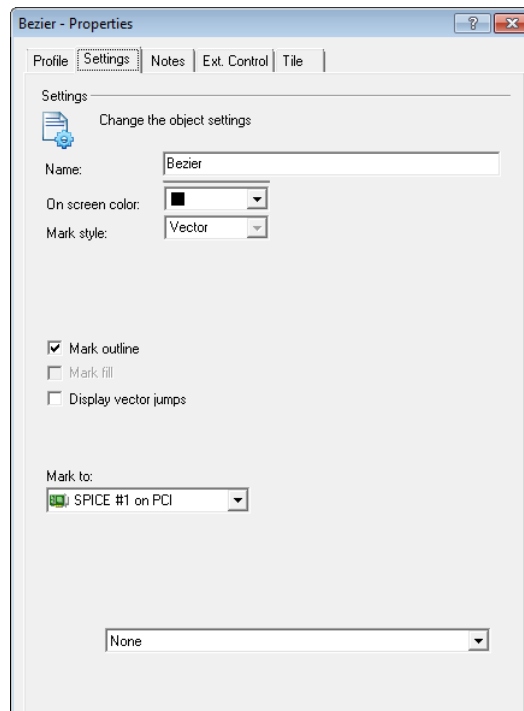 Bezier - Properties
Profile Settings Notes Ext. Control Tile
Settings
Change the object settings
Name: Bezier
On screen color:
Mark style: Vector
Mark outline
Mark fill
Display vector jumps
Mark to:
SPICE #1 on PCI
None